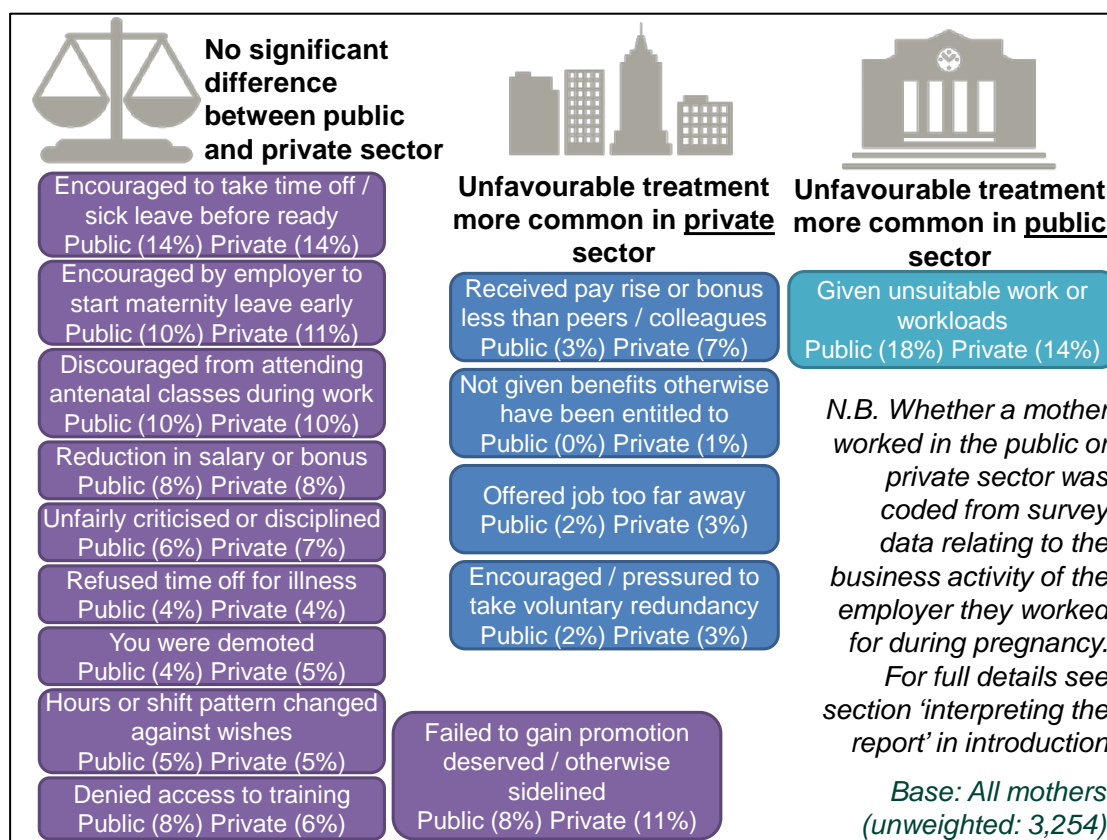 No significant
difference
between public
and private sector
Encouraged to take time off /
sick leave before ready
Public (14%) Private (14%)
Encouraged by employer to
start maternity leave early
Public (10%) Private (11%)
Discouraged from attending
antenatal classes during work
Public (10%) Private (10%)
Reduction in salary or bonus
Public (8%) Private (8%)
Unfairly criticised or disciplined
Public (6%) Private (7%)
Refused time off for illness
Public (4%) Private (4%)
You were demoted
Public (4%) Private (5%)
Hours or shift pattern changed
against wishes
Public (5%) Private (5%)
Denied access to training
Public (8%) Private (6%)
Failed to gain promotion
deserved / otherwise
sidelined
Public (8%) Private (11%)
Unfavourable treatment
more common in private
sector
Received pay rise or bonus
less than peers / colleagues
Public (3%) Private (7%)
Not given benefits otherwise
have been entitled to
Public (0%) Private (1%)
Offered job too far away
Public (2%) Private (3%)
Encouraged / pressured to
take voluntary redundancy
Public (2%) Private (3%)
Unfavourable treatment
more common in public
sector
Given unsuitable work or
workloads
Public (18%) Private (14%)
N.B. Whether a mother
worked in the public or
private sector was
coded from survey
data relating to the
business activity of the
employer they worked
for during pregnancy.
For full details see
section ‘interpreting the
report’ in introduction
Base: All mothers
(unweighted: 3,254)